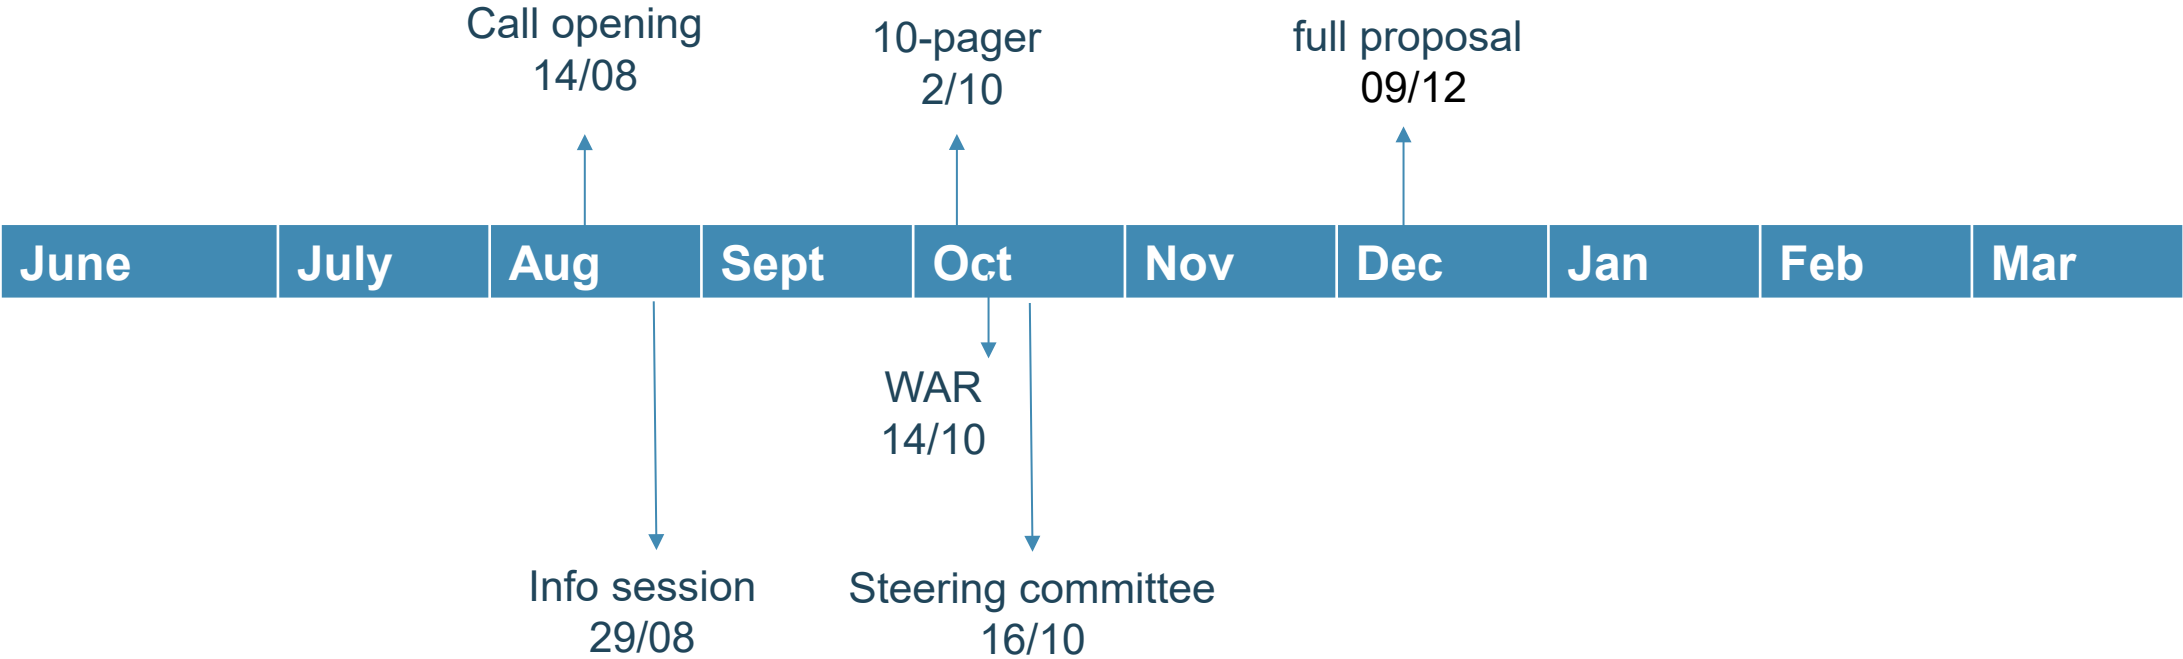 Call opening
14/08
10-pager
2/10
full proposal
09/12
June July Aug Sept Oct Nov Dec Jan Feb Mar
WAR
14/10
Info session
29/08
Steering committee
16/10